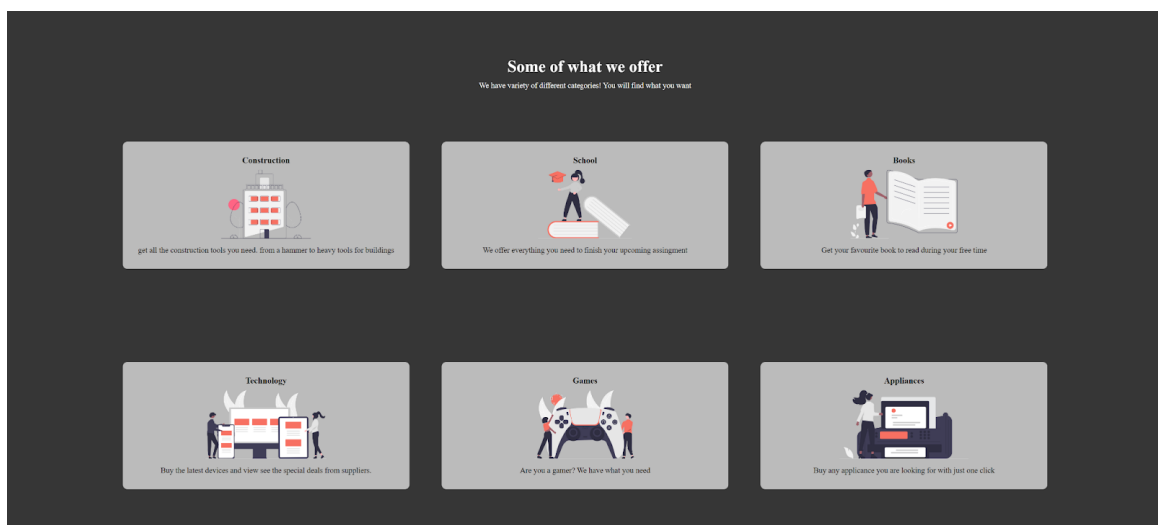 Some of what we offer
We have variety of different categories! You will find what you want
Construction
get all the construction tools you need. from a hammer to heavy tools for buildings
School
We offer everything you need to finish your upcoming assingment
Books
Get your favourite book to read during your free time
Technology
Buy the latest devices and view see the special deals from suppliers.
Games
Are you a gamer? We have what you need
Appliances
Buy any applicance you are looking for with just one click